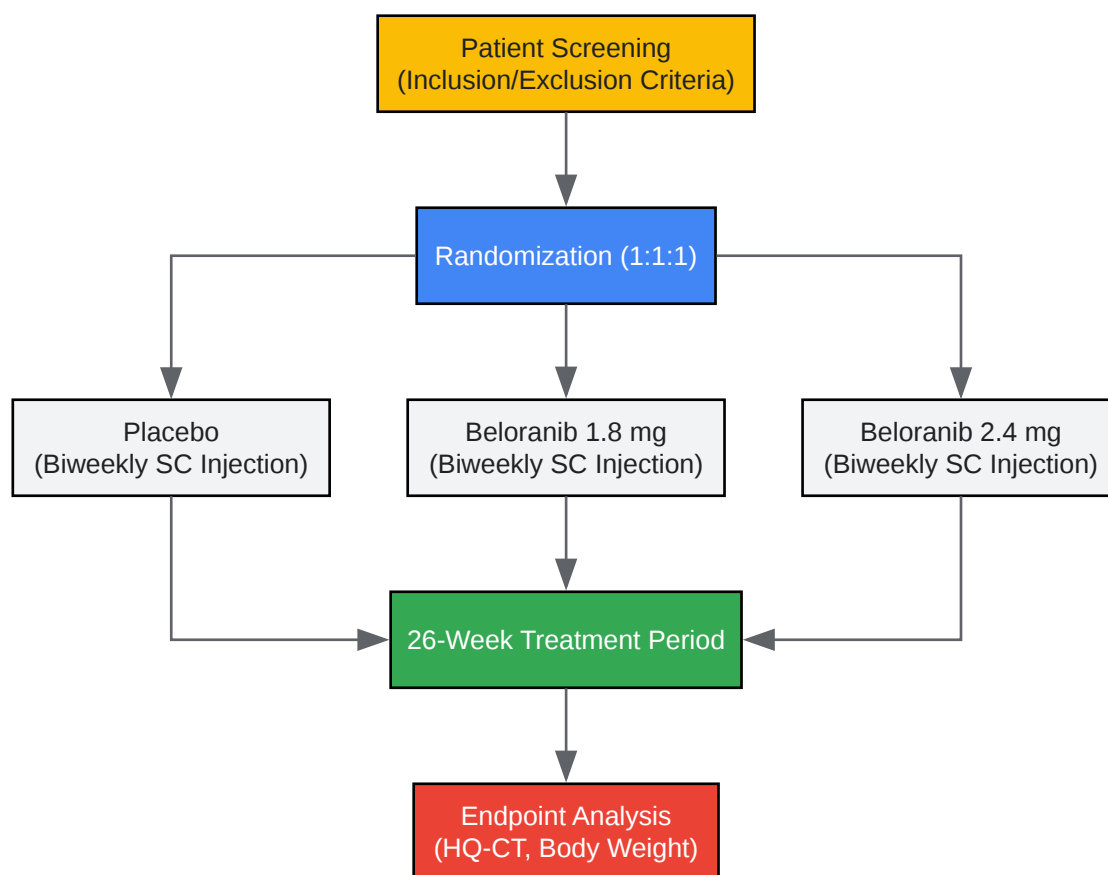 Patient Screening
(Inclusion/Exclusion Criteria)
Randomization (1:1:1)
Placebo
(Biweekly SC Injection)
Beloranib 1.8 mg
(Biweekly SC Injection)
Beloranib 2.4 mg
(Biweekly SC Injection)
26-Week Treatment Period
Endpoint Analysis
(HQ-CT, Body Weight)